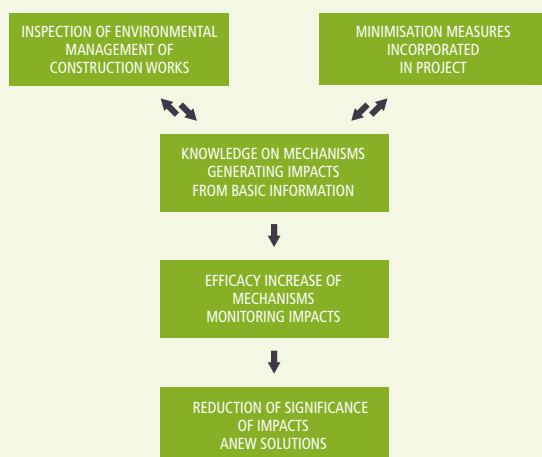 INSPECTION OF ENVIRONMENTAL
MANAGEMENT OF
CONSTRUCTION WORKS
MINIMISATION MEASURES
INCORPORATED
IN PROJECT
KNOWLEDGE ON MECHANISMS
GENERATING IMPACTS
FROM BASIC INFORMATION
EFFICACY INCREASE OF
MECHANISMS
MONITORING IMPACTS
REDUCTION OF SIGNIFICANCE
OF IMPACTS
ANEW SOLUTIONS